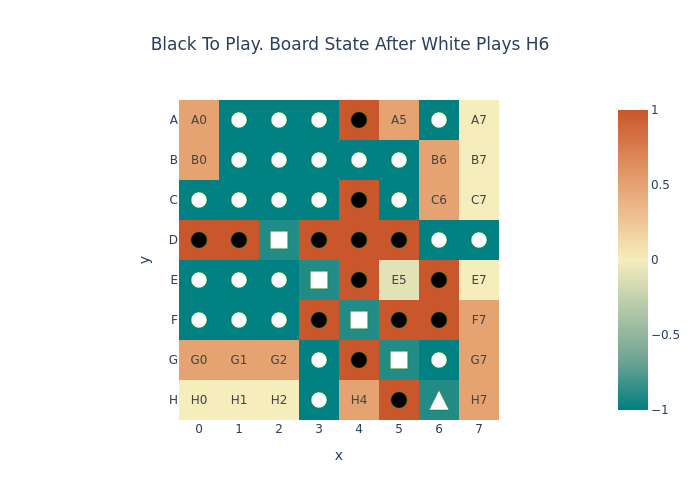 Black To Play. Board State After White Plays H6
A A0 A5 A7
B B0 B6 B7
C C6 C7
D
E E5 E7
F F7
G G0 G1 G2 G7
H H0 H1 H2 H4 H7
0 1 2 3 4 5 6 7
x
y
1
0.5
0
−0.5
−1